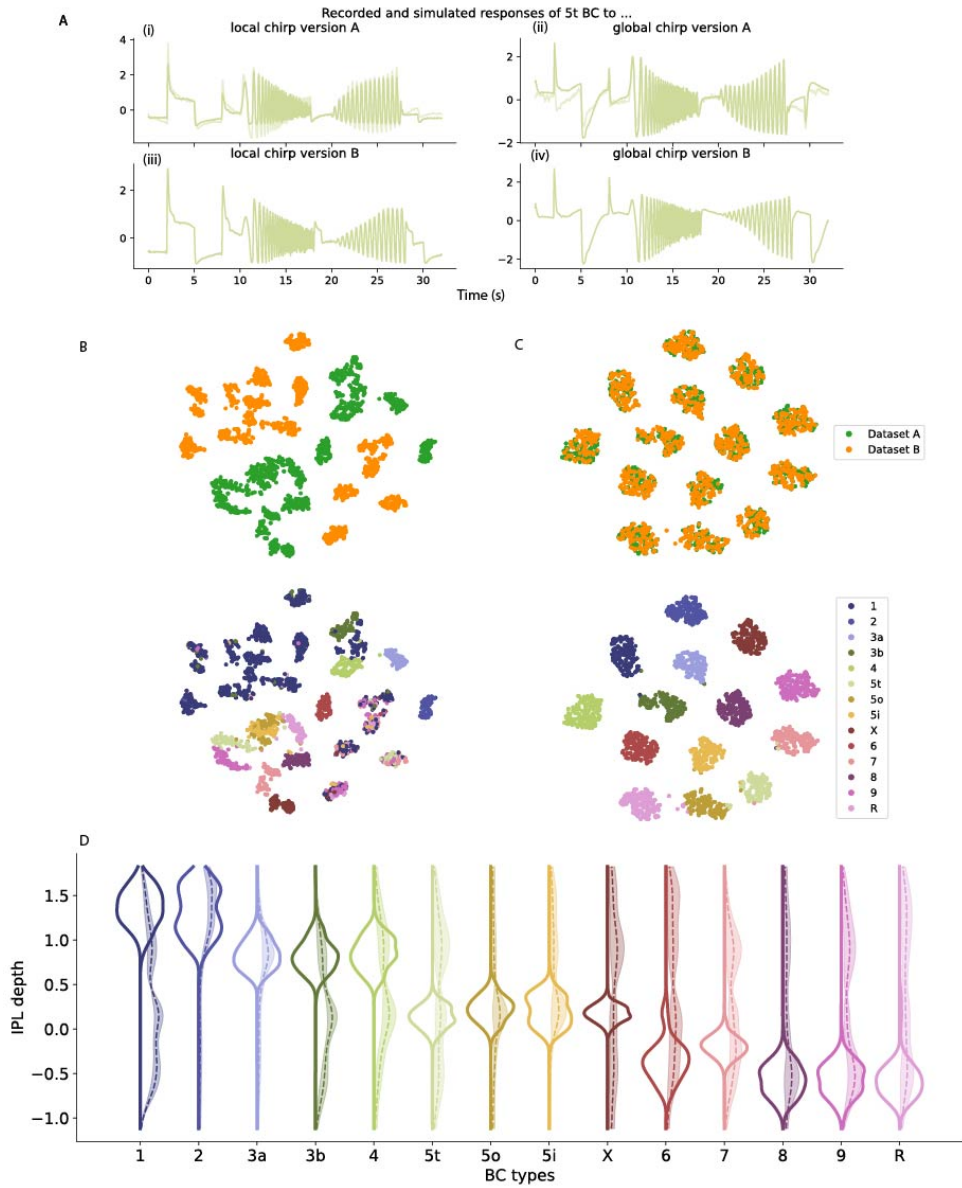 A
Recorded and simulated responses of 5t BC to ...
(i)
local chirp version A
(ii)
global chirp version A
4
2
0
2
0
−2
(iii)
local chirp version B
(iv)
global chirp version B
2
0
2
0
−2
0 5 10 15 20 25 30
0 5 10 15 20 25 30
Time (s)
B
C
Dataset A
Dataset B
1
2
3a
3b
4
5t
5o
5i
X
6
7
8
9
R
D
IPL depth
1.5
1.0
0.5
0.0
−0.5
−1.0
1 2 3a 3b 4 5t 5o 5i X 6 7 8 9 R
BC types